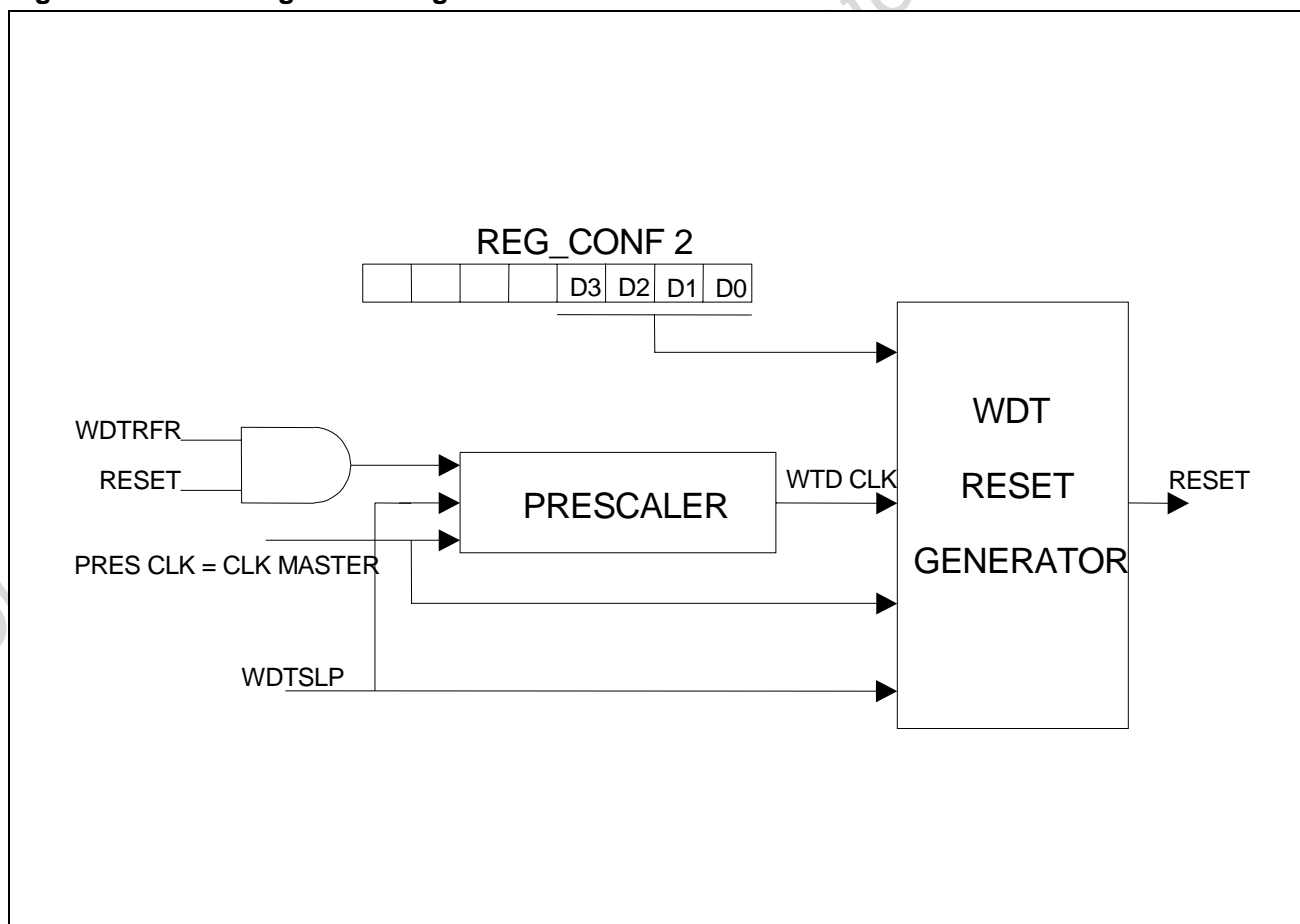 REG_CONF 2
D3 D2 D1 D0
WDT
RESET
GENERATOR
WDTRFR
RESET
PRESCALER
WTD CLK
RESET
PRES CLK = CLK MASTER
WDTSLP